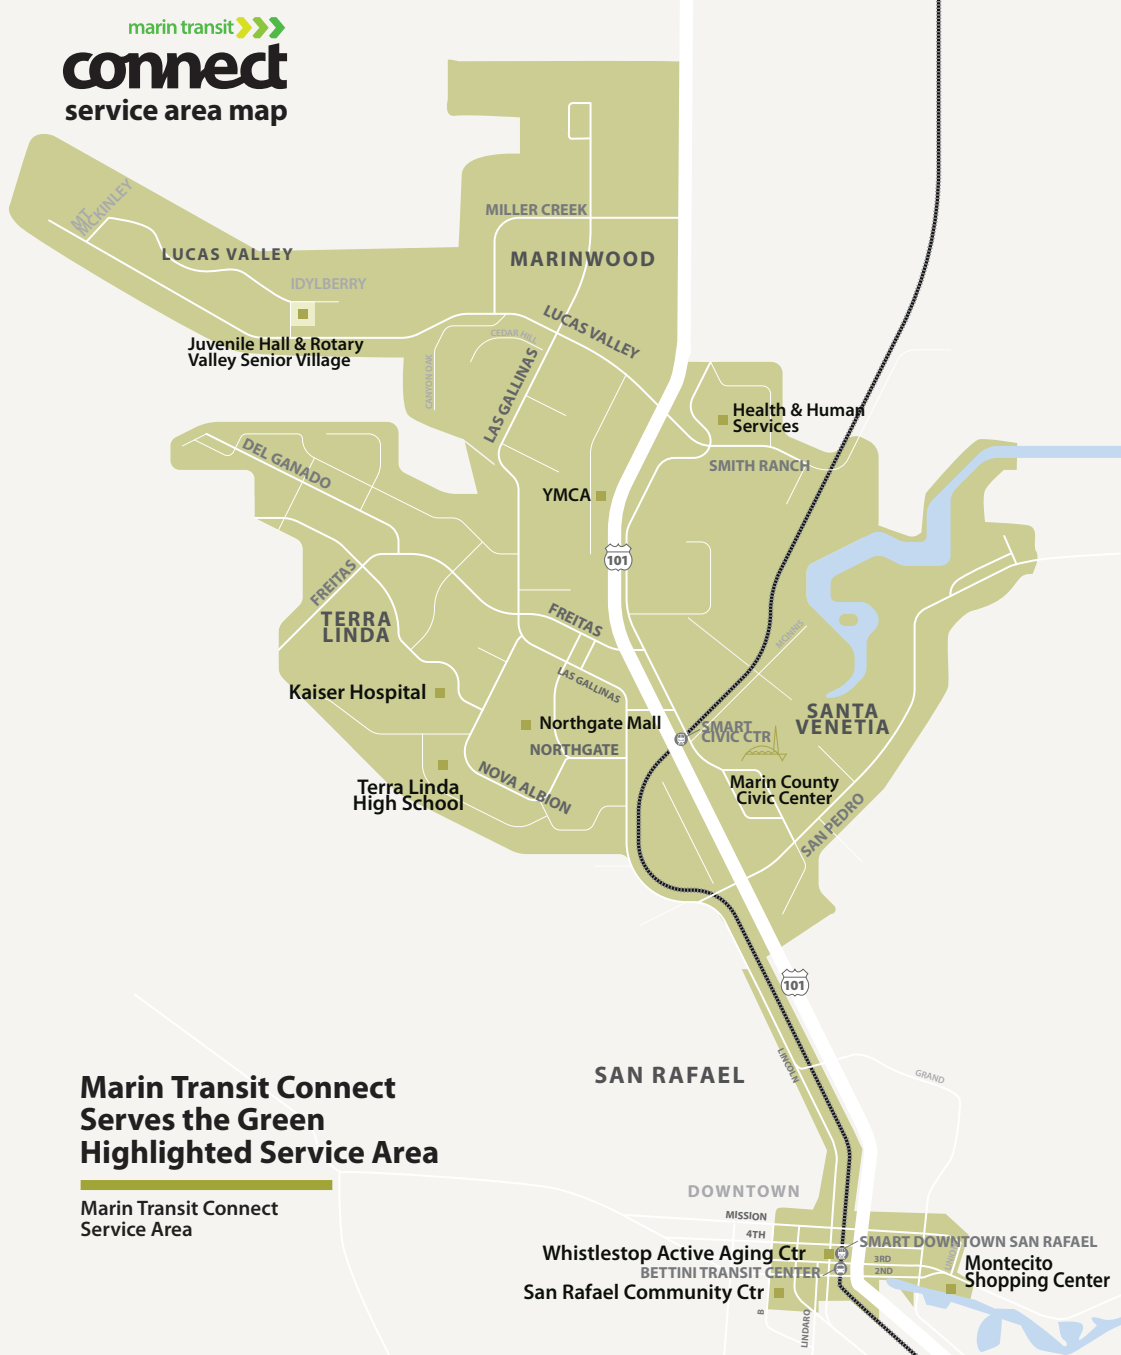 marin transit
connect
service area map
MT.
MCKINLEY
LUCAS VALLEY
IDYLBERRY
Juvenile Hall & Rotary
Valley Senior Village
MILLER CREEK
MARINWOOD
LUCAS VALLEY
CEDAR HILL
CANYON OAK
LAS GALLINAS
Health & Human
Services
SMITH RANCH
DEL GANADO
YMCA
101
FREITAS
TERRA
LINDA
FREITAS
MONNIS
LAS GALLINAS
Kaiser Hospital
Northgate Mall
NORTHGATE
SMART
CIVIC CTR
SANTA
VENETIA
Terra Linda
High School
NOVA ALBION
Marin County
Civic Center
SAN PEDRO
101
SAN RAFAEL
LINCOLN
GRAND
Marin Transit Connect
Serves the Green
Highlighted Service Area
Marin Transit Connect
Service Area
DOWNTOWN
MISSION
4TH
Whistlestop Active Aging Ctr
SMART DOWNTOWN SAN RAFAEL
BETTINI TRANSIT CENTER
3RD
2ND
UNION
Montecito
Shopping Center
San Rafael Community Ctr
B
LINDARO